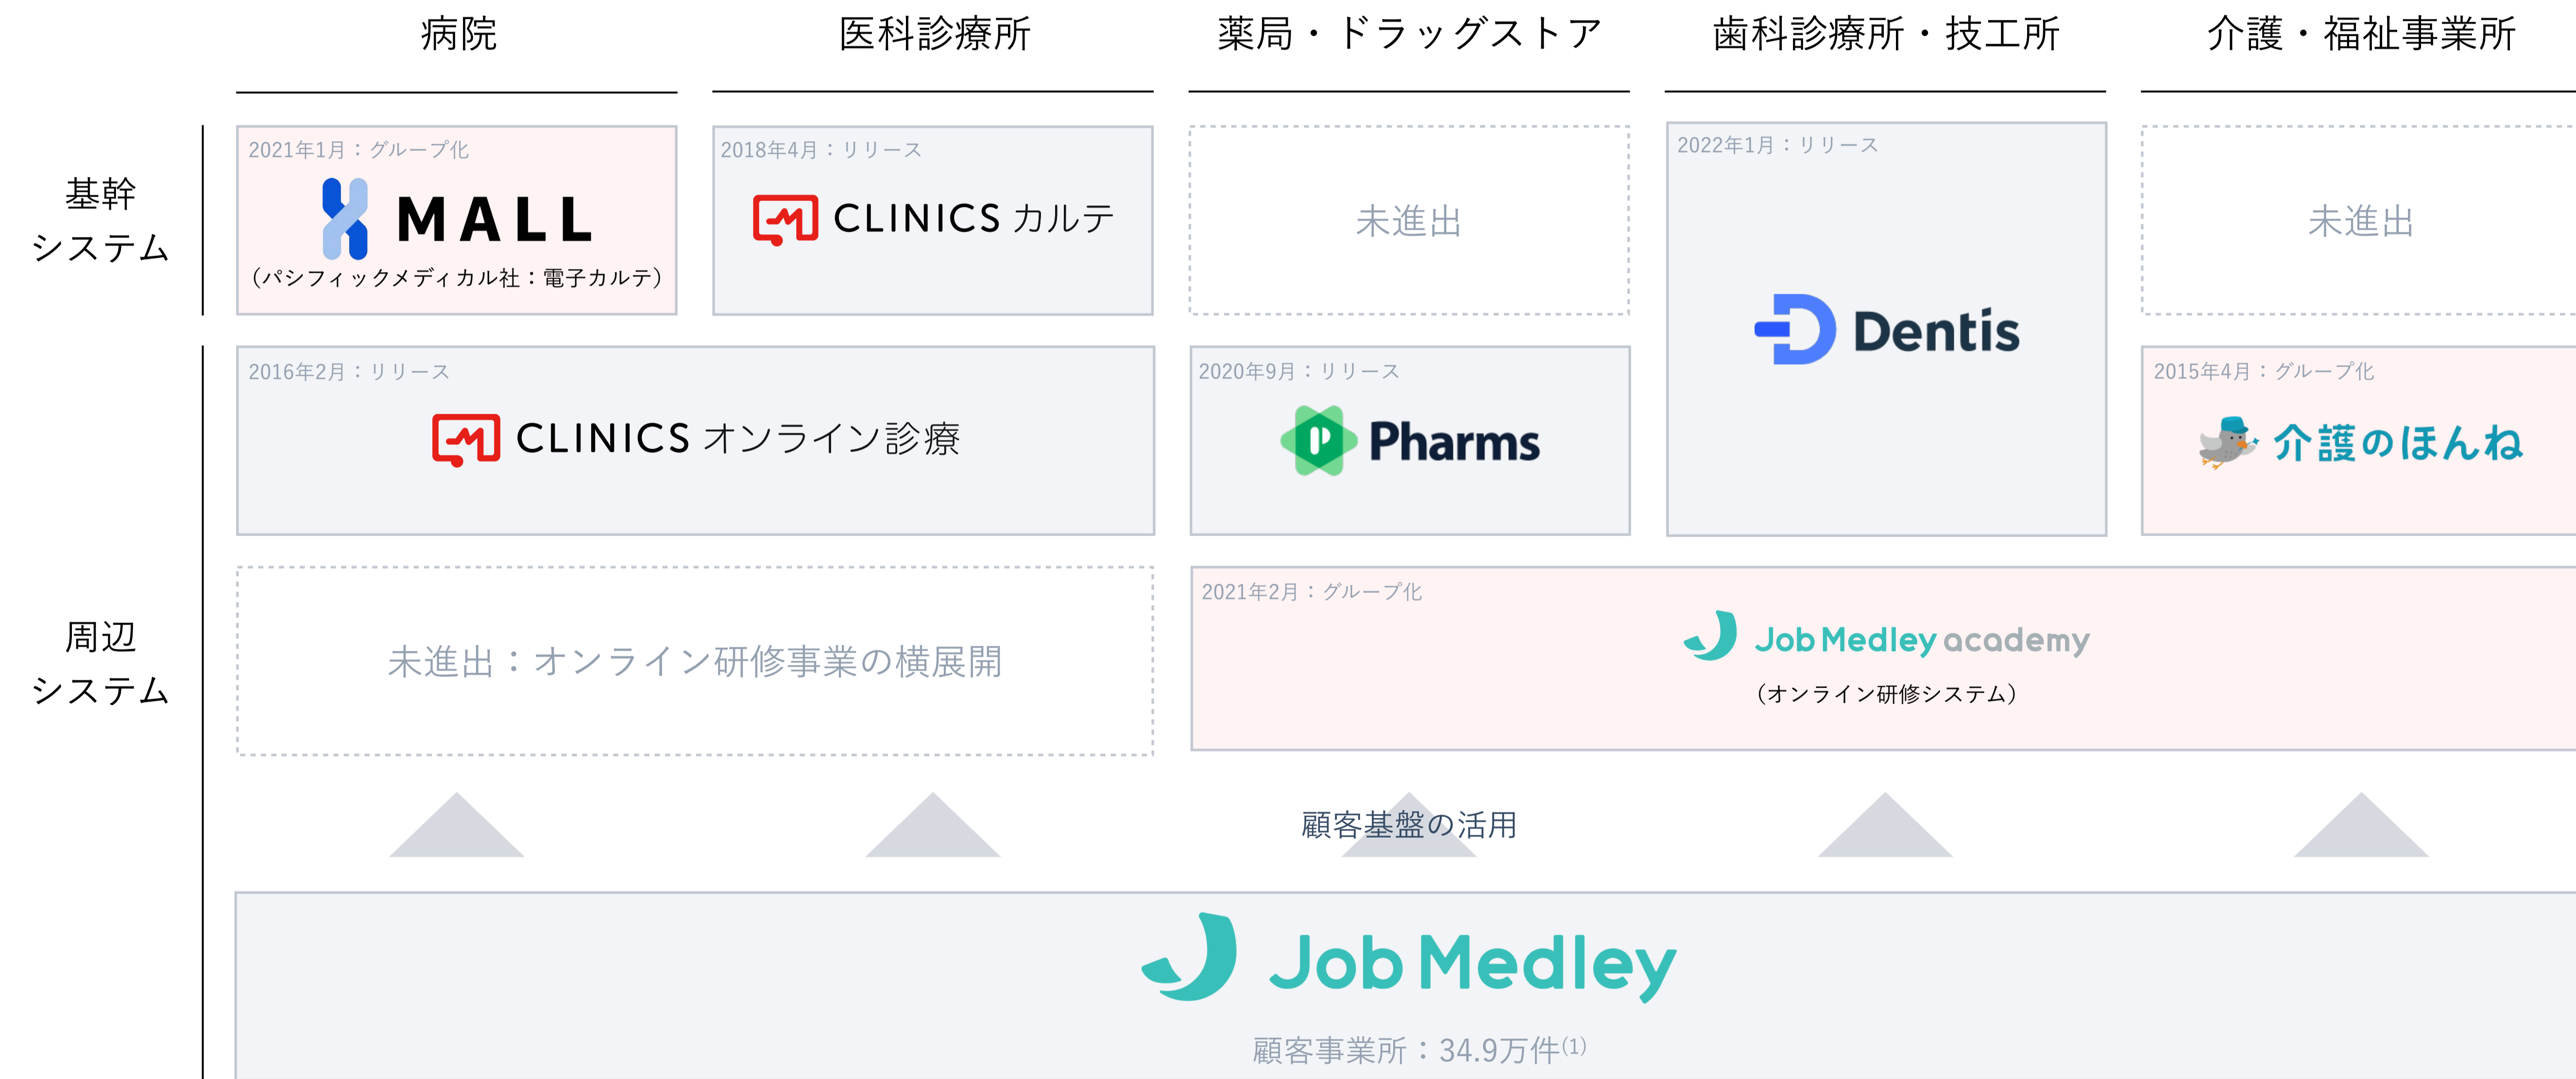 病院
医科診療所
薬局・ドラッグストア
歯科診療所・技工所
介護・福祉事業所
基幹
システム
2021年1月：グループ化
MALL
（パシフィックメディカル社：電子カルテ）
2018年4月：リリース
CLINICS カルテ
未進出
2022年1月：リリース
Dentis
未進出
周辺
システム
2016年2月：リリース
CLINICS オンライン診療
2020年9月：リリース
Pharms
2015年4月：グループ化
介護のほんね
未進出：オンライン研修事業の横展開
2021年2月：グループ化
Job Medley academy
（オンライン研修システム）
顧客基盤の活用
Job Medley
顧客事業所：34.9万件(1)